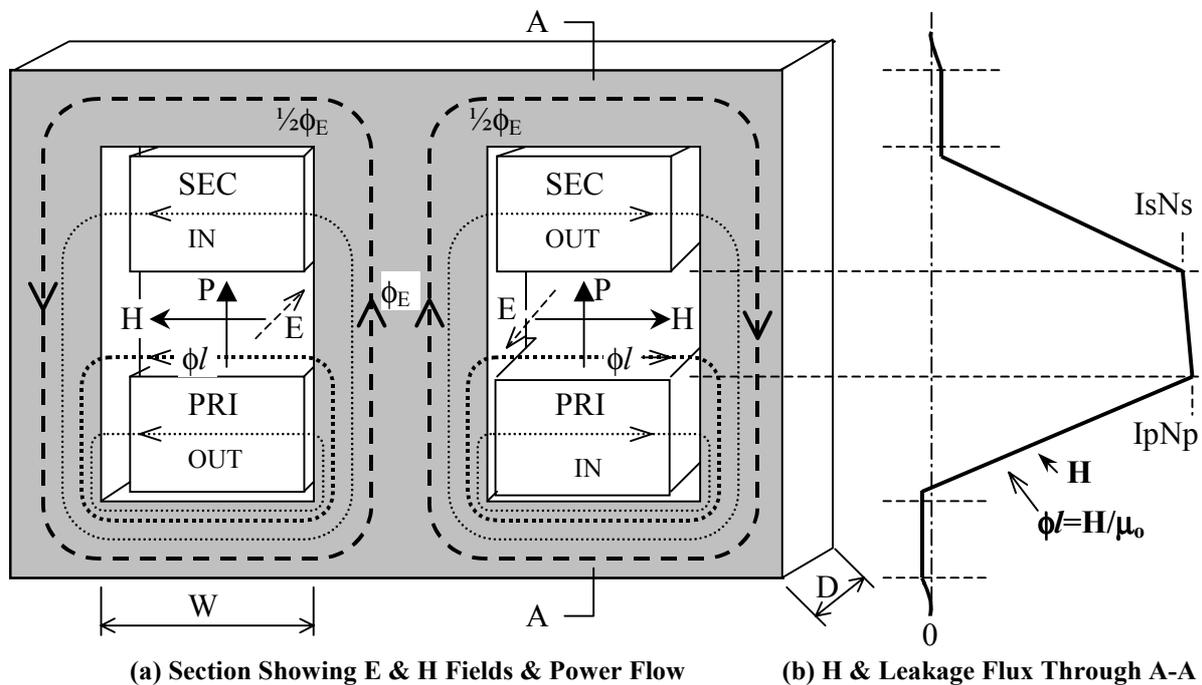 A
½ϕE
½ϕE
SEC
IN
SEC
OUT
IsNs
P
H
E
ϕE
E
P
H
ϕl
ϕl
PRI
OUT
PRI
IN
IpNp
H
ϕl=H/μo
W
A
D
0
(a) Section Showing E & H Fields & Power Flow
(b) H & Leakage Flux Through A-A